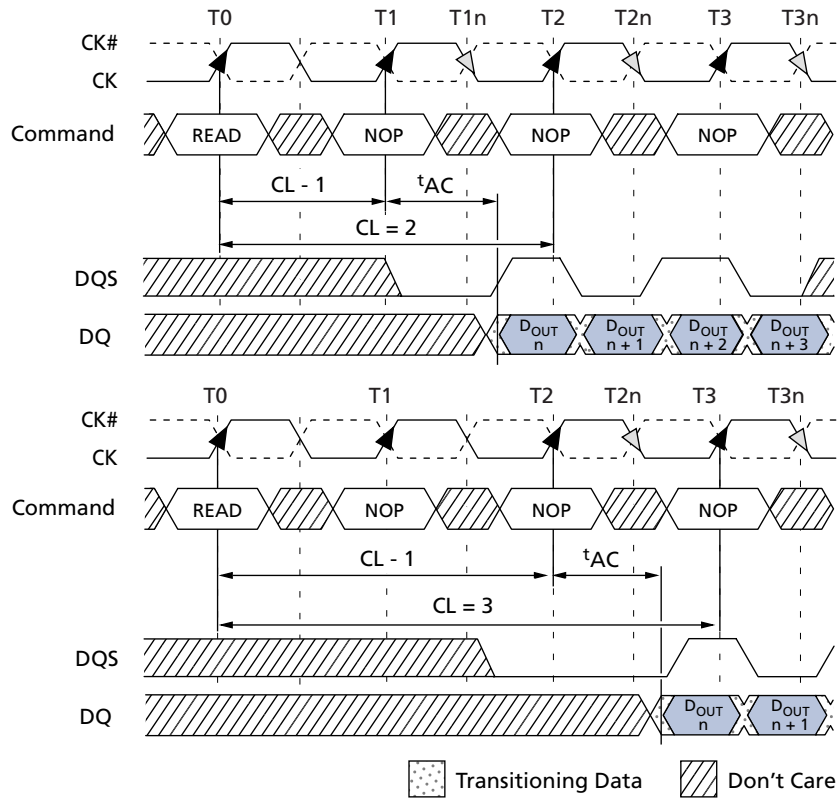 T0 T1 T1n T2 T2n T3 T3n
CK#
CK
Command READ NOP NOP NOP
CL - 1 tAC
CL = 2
DQS
DQ DOUT n DOUT n + 1 DOUT n + 2 DOUT n + 3
T0 T1 T2 T2n T3 T3n
CK#
CK
Command READ NOP NOP NOP
CL - 1 tAC
CL = 3
DQS
DQ DOUT n DOUT n + 1
Transitioning Data Don't Care